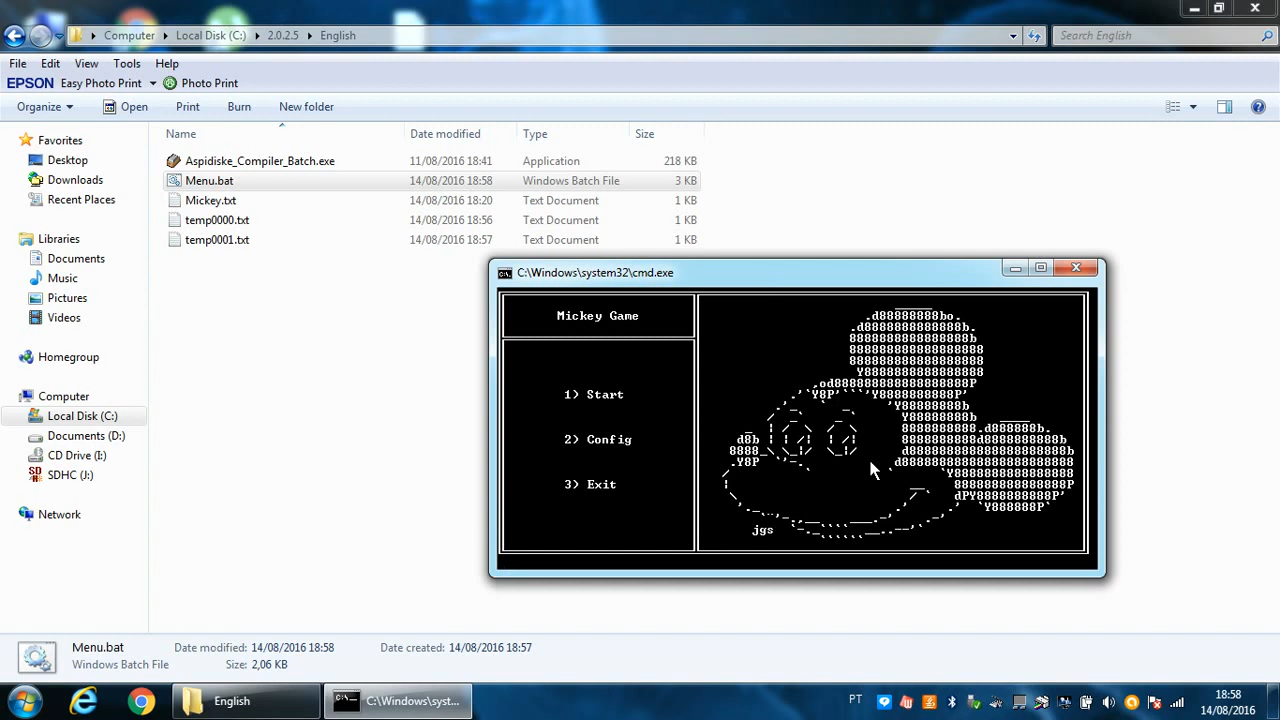 Computer Local Disk (C:) 2.0.2.5 English
Search English
File Edit View Tools Help
EPSON Easy Photo Print Photo Print
Organize Open Print Burn New folder
Favorites
Desktop
Downloads
Recent Places
Libraries
Documents
Music
Pictures
Videos
Homegroup
Computer
Local Disk (C:)
Documents (D:)
CD Drive (I:)
SDHC (J:)
Network
Name Date modified Type Size
Aspidiske_Compiler_Batch.exe 11/08/2016 18:41 Application 218 KB
Menu.bat 14/08/2016 18:58 Windows Batch File 3 KB
Mickey.txt 14/08/2016 18:20 Text Document 1 KB
temp0000.txt 14/08/2016 18:56 Text Document 1 KB
temp0001.txt 14/08/2016 18:57 Text Document 1 KB
C:\Windows\system32\cmd.exe
Mickey Game
1) Start
2) Config
3) Exit
jgs
Menu.bat Date modified: 14/08/2016 18:58 Date created: 14/08/2016 18:57
Windows Batch File Size: 2,06 KB
English
C:\Windows\syst...
PT
18:58
14/08/2016